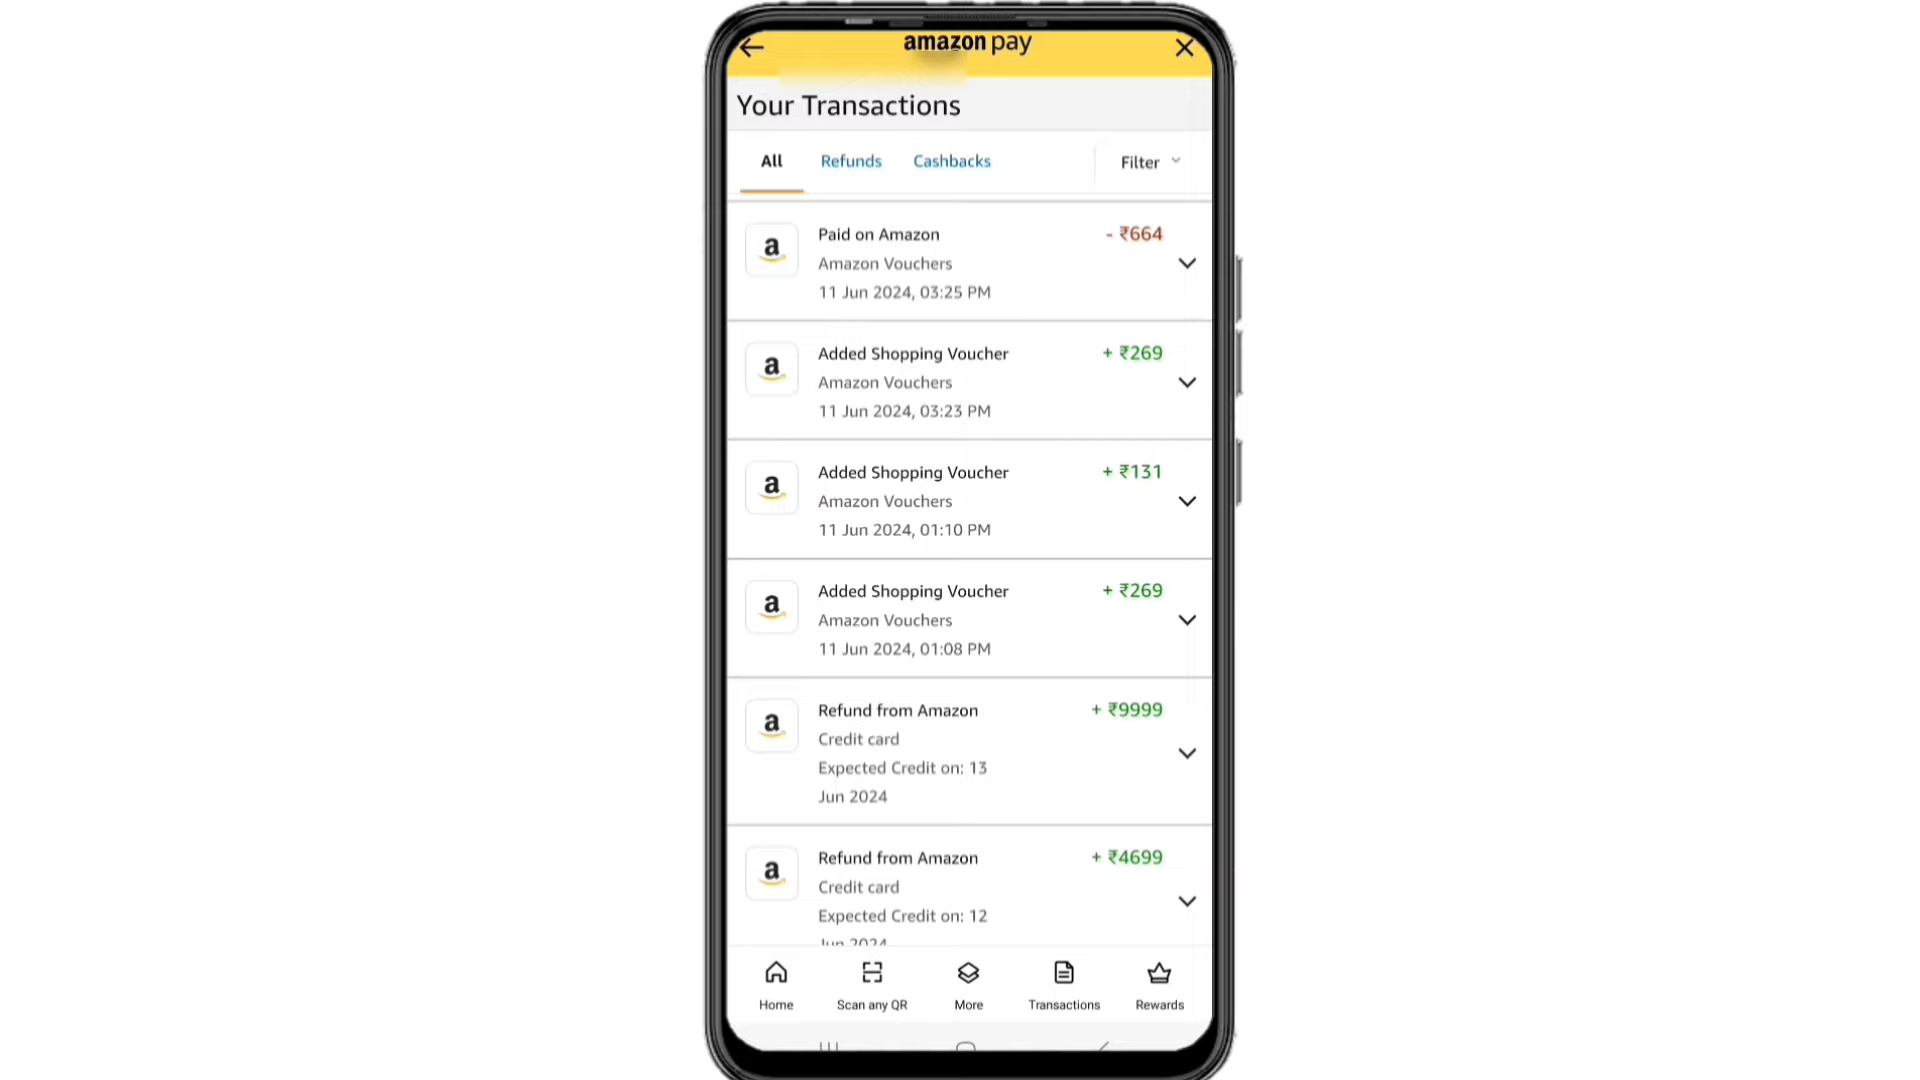 amazon pay
Your Transactions
All Refunds Cashbacks Filter
a Paid on Amazon - ₹664
Amazon Vouchers
11 Jun 2024, 03:25 PM
a Added Shopping Voucher + ₹269
Amazon Vouchers
11 Jun 2024, 03:23 PM
a Added Shopping Voucher + ₹131
Amazon Vouchers
11 Jun 2024, 01:10 PM
a Added Shopping Voucher + ₹269
Amazon Vouchers
11 Jun 2024, 01:08 PM
a Refund from Amazon + ₹9999
Credit card
Expected Credit on: 13
Jun 2024
a Refund from Amazon + ₹4699
Credit card
Expected Credit on: 12
Jun 2024
Home Scan any QR More Transactions Rewards